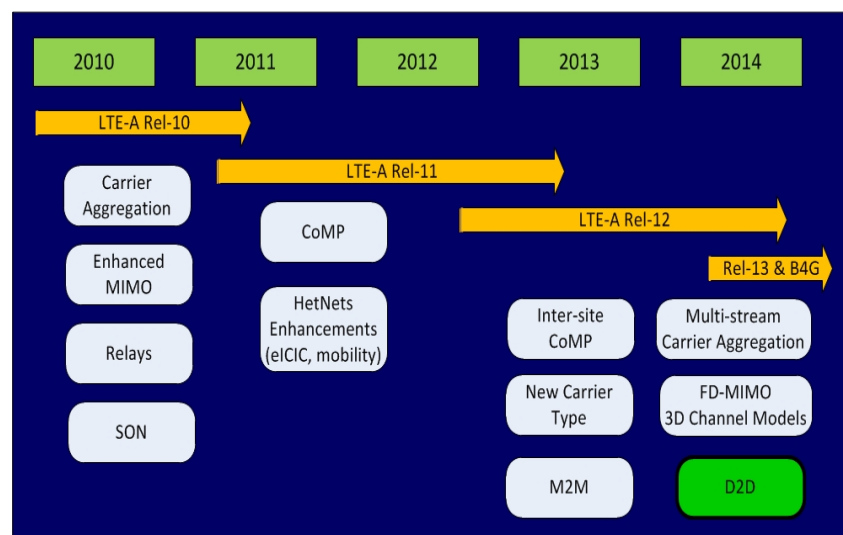 2010
2011
2012
2013
2014
LTE-A Rel-10
LTE-A Rel-11
LTE-A Rel-12
Rel-13 & B4G
Carrier
Aggregation
Enhanced
MIMO
Relays
SON
CoMP
HetNets
Enhancements
(eICIC, mobility)
Inter-site
CoMP
New Carrier
Type
M2M
Multi-stream
Carrier Aggregation
FD-MIMO
3D Channel Models
D2D